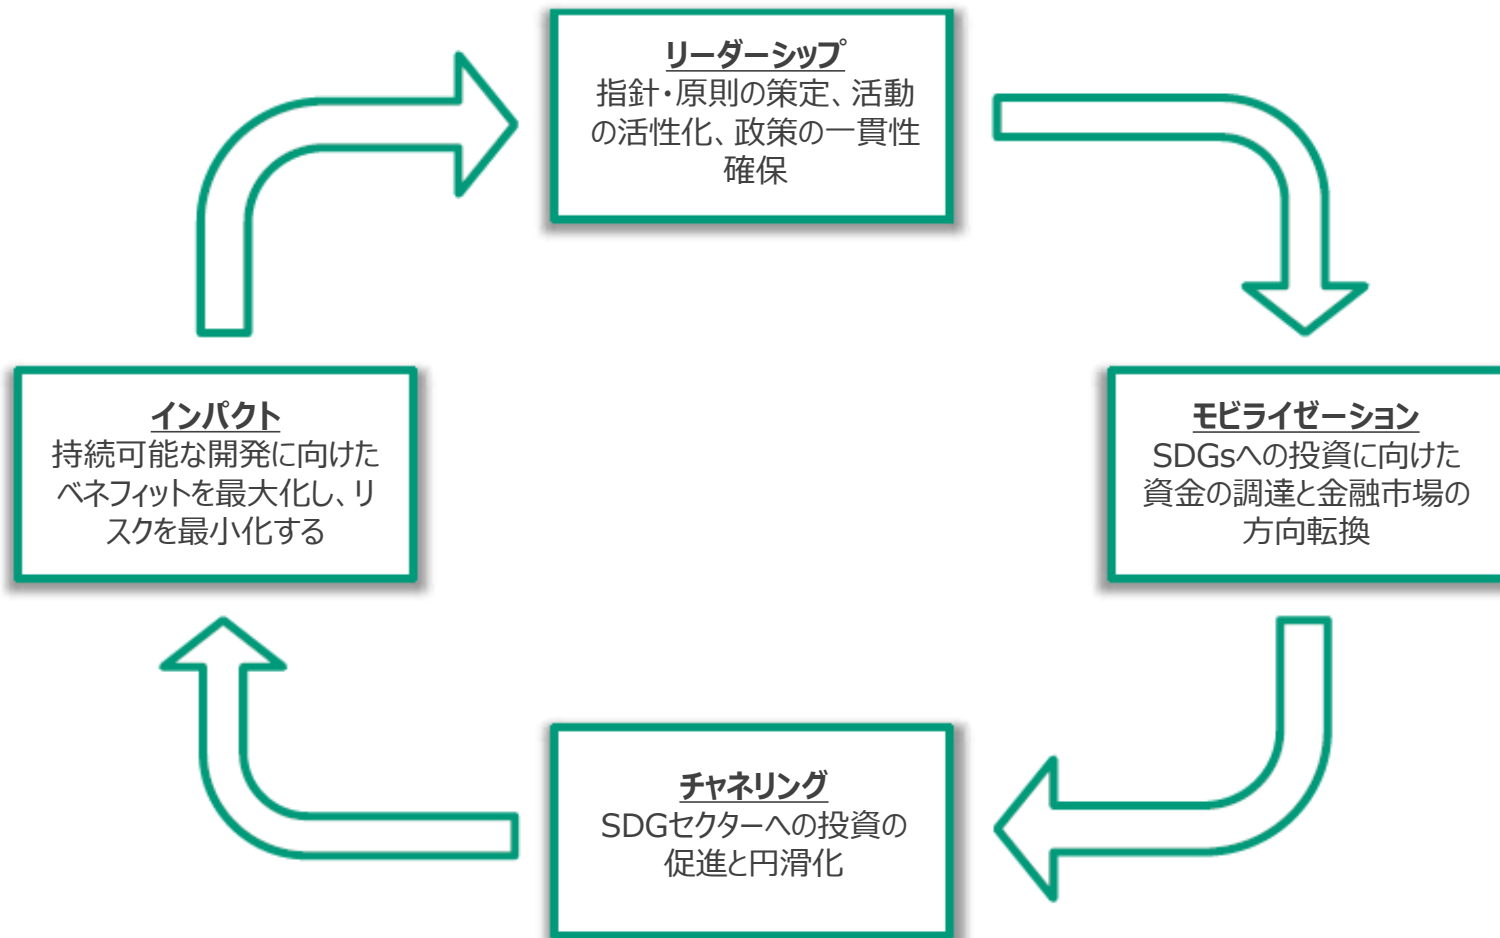 リーダーシップ
指針・原則の策定、活動
の活性化、政策の一貫性
確保
インパクト
持続可能な開発に向けた
ベネフィットを最大化し、リ
スクを最小化する
モビライゼーション
SDGsへの投資に向けた
資金の調達と金融市場の
方向転換
チャネリング
SDGセクターへの投資の
促進と円滑化